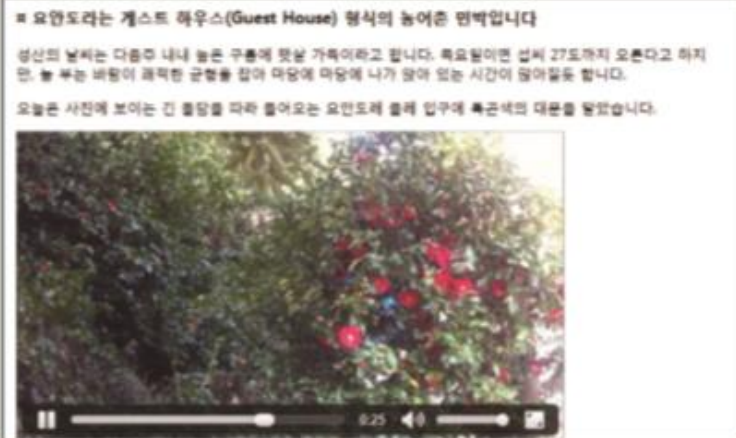 ¤ 요안도라는 게스트 하우스(Guest House) 형식의 농어촌 민박입니다
성산의 날씨는 다음주 내내 높은 구름에 햇살 가득이라고 합니다. 목요일이면 섭씨 27도까지 오른다고 하지
만, 늘 부는 바람이 쾌적한 균형을 잡아 마당에 마당에 나가 앉아 있는 시간이 많아질듯 합니다.
오늘은 사진에 보이는 긴 돌담을 따라 들어오는 요안도레 올레 입구에 흑곤색의 대문을 달았습니다.
0:25